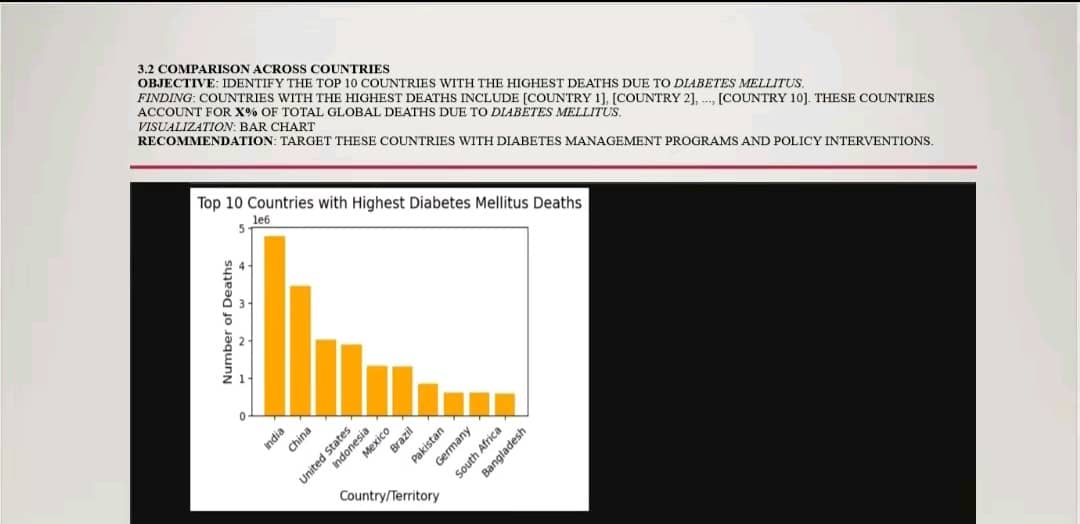 3.2 COMPARISON ACROSS COUNTRIES
OBJECTIVE: IDENTIFY THE TOP 10 COUNTRIES WITH THE HIGHEST DEATHS DUE TO DIABETES MELLITUS.
FINDING: COUNTRIES WITH THE HIGHEST DEATHS INCLUDE [COUNTRY 1], [COUNTRY 2], ..., [COUNTRY 10]. THESE COUNTRIES
ACCOUNT FOR X% OF TOTAL GLOBAL DEATHS DUE TO DIABETES MELLITUS.
VISUALIZATION: BAR CHART
RECOMMENDATION: TARGET THESE COUNTRIES WITH DIABETES MANAGEMENT PROGRAMS AND POLICY INTERVENTIONS.
Top 10 Countries with Highest Diabetes Mellitus Deaths
1e6
5
4
3
2
1
0
Number of Deaths
India
China
United States
Indonesia
Mexico
Brazil
Pakistan
Germany
South Africa
Bangladesh
Country/Territory